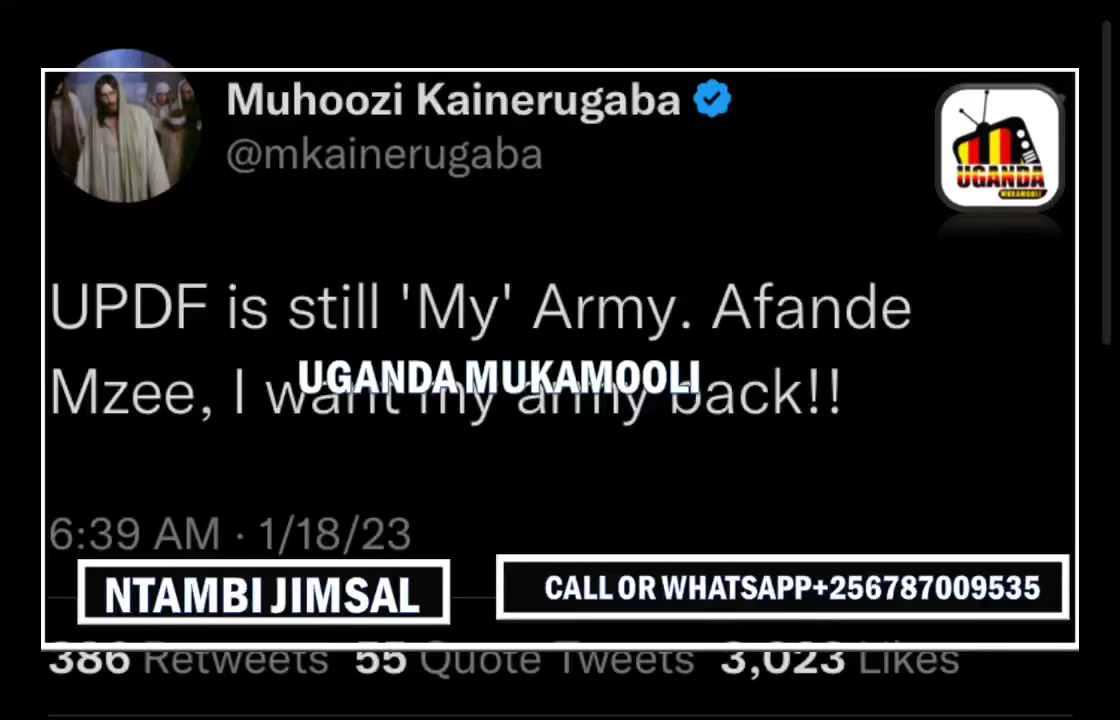 Muhoozi Kainerugaba
@mkainerugaba
UGANDA
MUKAMOOLI
UPDF is still 'My' Army. Afande
Mzee, I want my army back!!
UGANDA MUKAMOOLI
6:39 AM · 1/18/23
NTAMBI JIMSAL
CALL OR WHATSAPP+256787009535
386 Retweets 55 Quote Tweets 3,023 Likes